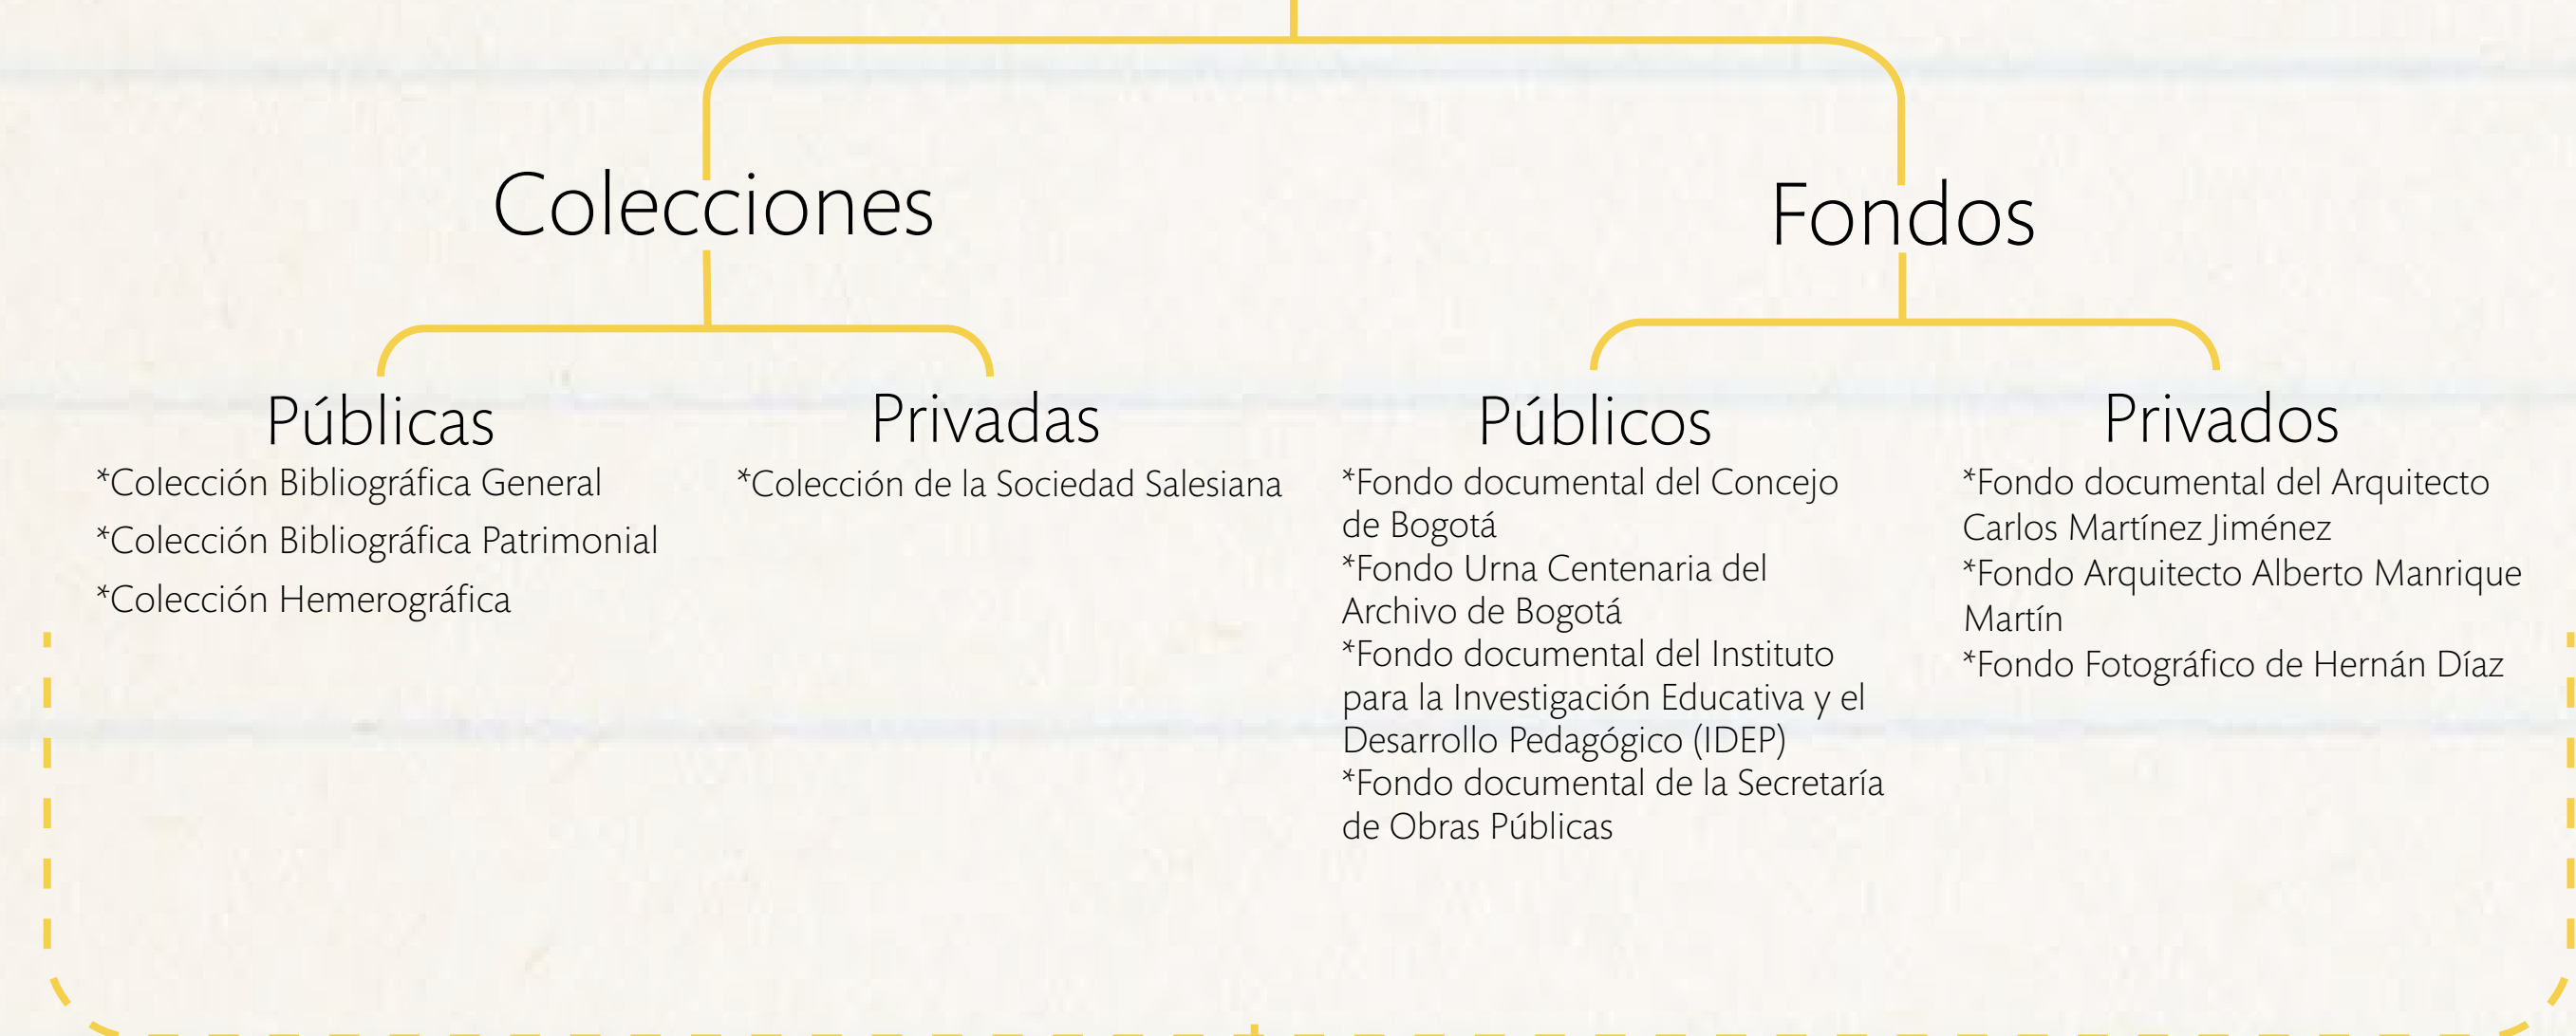 Colecciones
Fondos
Públicas
*Colección Bibliográfica General
*Colección Bibliográfica Patrimonial
*Colección Hemerográfica
Privadas
*Colección de la Sociedad Salesiana
Públicos
*Fondo documental del Concejo
de Bogotá
*Fondo Urna Centenaria del
Archivo de Bogotá
*Fondo documental del Instituto
para la Investigación Educativa y el
Desarrollo Pedagógico (IDEP)
*Fondo documental de la Secretaría
de Obras Públicas
Privados
*Fondo documental del Arquitecto
Carlos Martínez Jiménez
*Fondo Arquitecto Alberto Manrique
Martín
*Fondo Fotográfico de Hernán Díaz